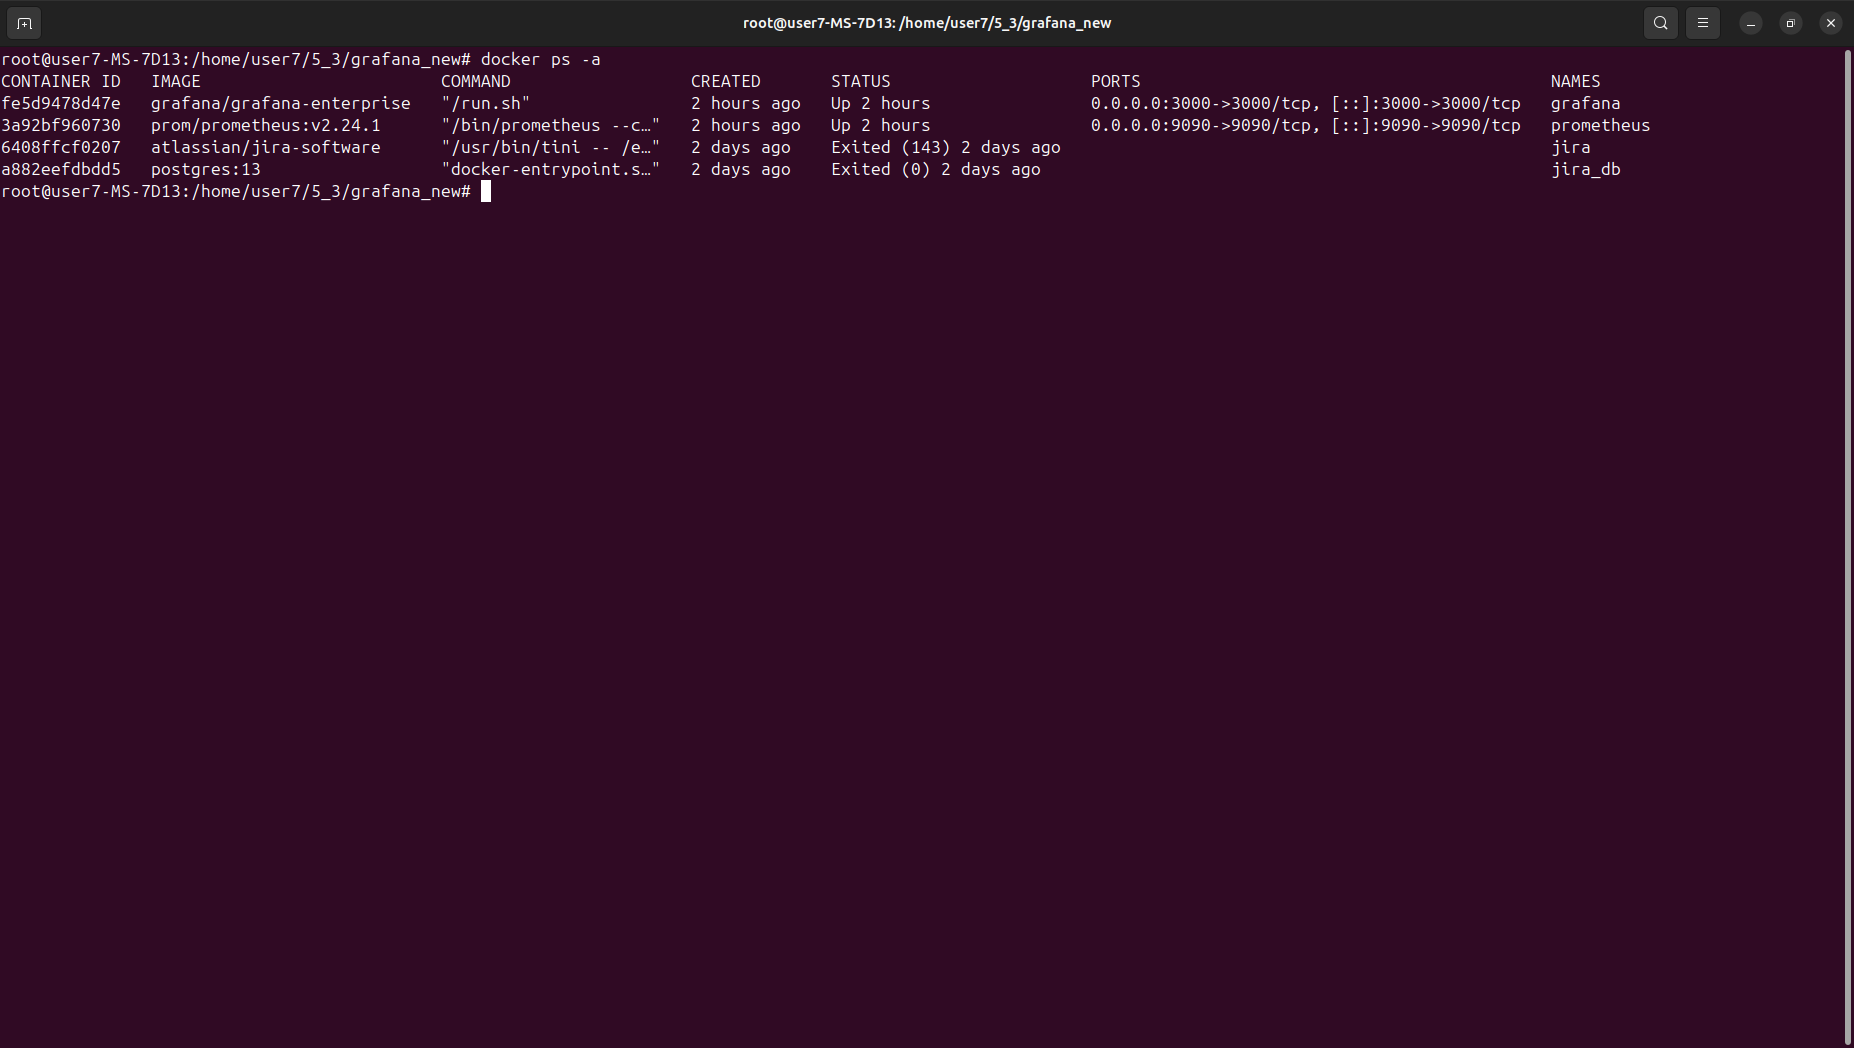 root@user7-MS-7D13: /home/user7/5_3/grafana_new
root@user7-MS-7D13:/home/user7/5_3/grafana_new# docker ps -a
CONTAINER ID   IMAGE                        COMMAND                  CREATED       STATUS                    PORTS                                         NAMES
fe5d9478d47e   grafana/grafana-enterprise   "/run.sh"                2 hours ago   Up 2 hours                0.0.0.0:3000->3000/tcp, [::]:3000->3000/tcp   grafana
3a92bf960730   prom/prometheus:v2.24.1      "/bin/prometheus --c…"   2 hours ago   Up 2 hours                0.0.0.0:9090->9090/tcp, [::]:9090->9090/tcp   prometheus
6408ffcf0207   atlassian/jira-software      "/usr/bin/tini -- /e…"   2 days ago    Exited (143) 2 days ago                                                 jira
a882eefdbdd5   postgres:13                  "docker-entrypoint.s…"   2 days ago    Exited (0) 2 days ago                                                   jira_db
root@user7-MS-7D13:/home/user7/5_3/grafana_new#